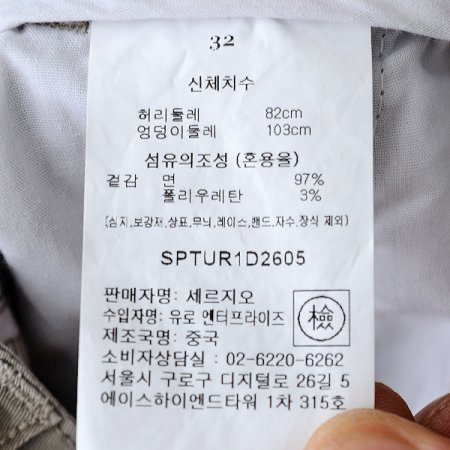 32
신체치수
허리둘레 82cm
엉덩이둘레 103cm
섬유의조성 (혼용율)
겉감 면 97%
폴리우레탄 3%
(심지,보강재,상표,무늬,레이스,밴드,자수,장식 제외)
SPTUR1D2605
판매자명: 세르지오
수입자명: 유로 엔터프라이즈
제조국명: 중국
소비자상담실 : 02-6220-6262
서울시 구로구 디지털로 26길 5
에이스하이엔드타워 1차 315호
檢